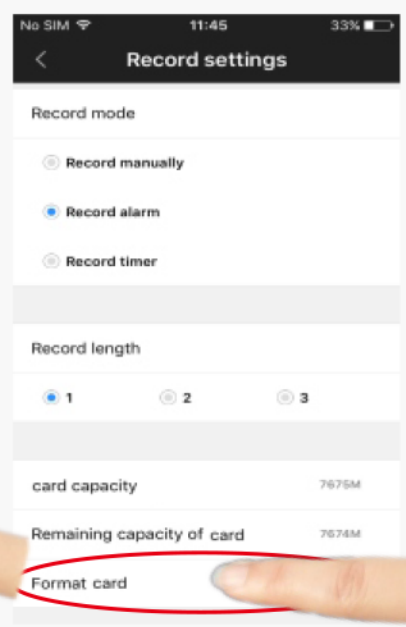 No SIM 11:45 33%
Record settings
Record mode
Record manually
Record alarm
Record timer
Record length
1 2 3
card capacity 7675M
Remaining capacity of card 7674M
Format card